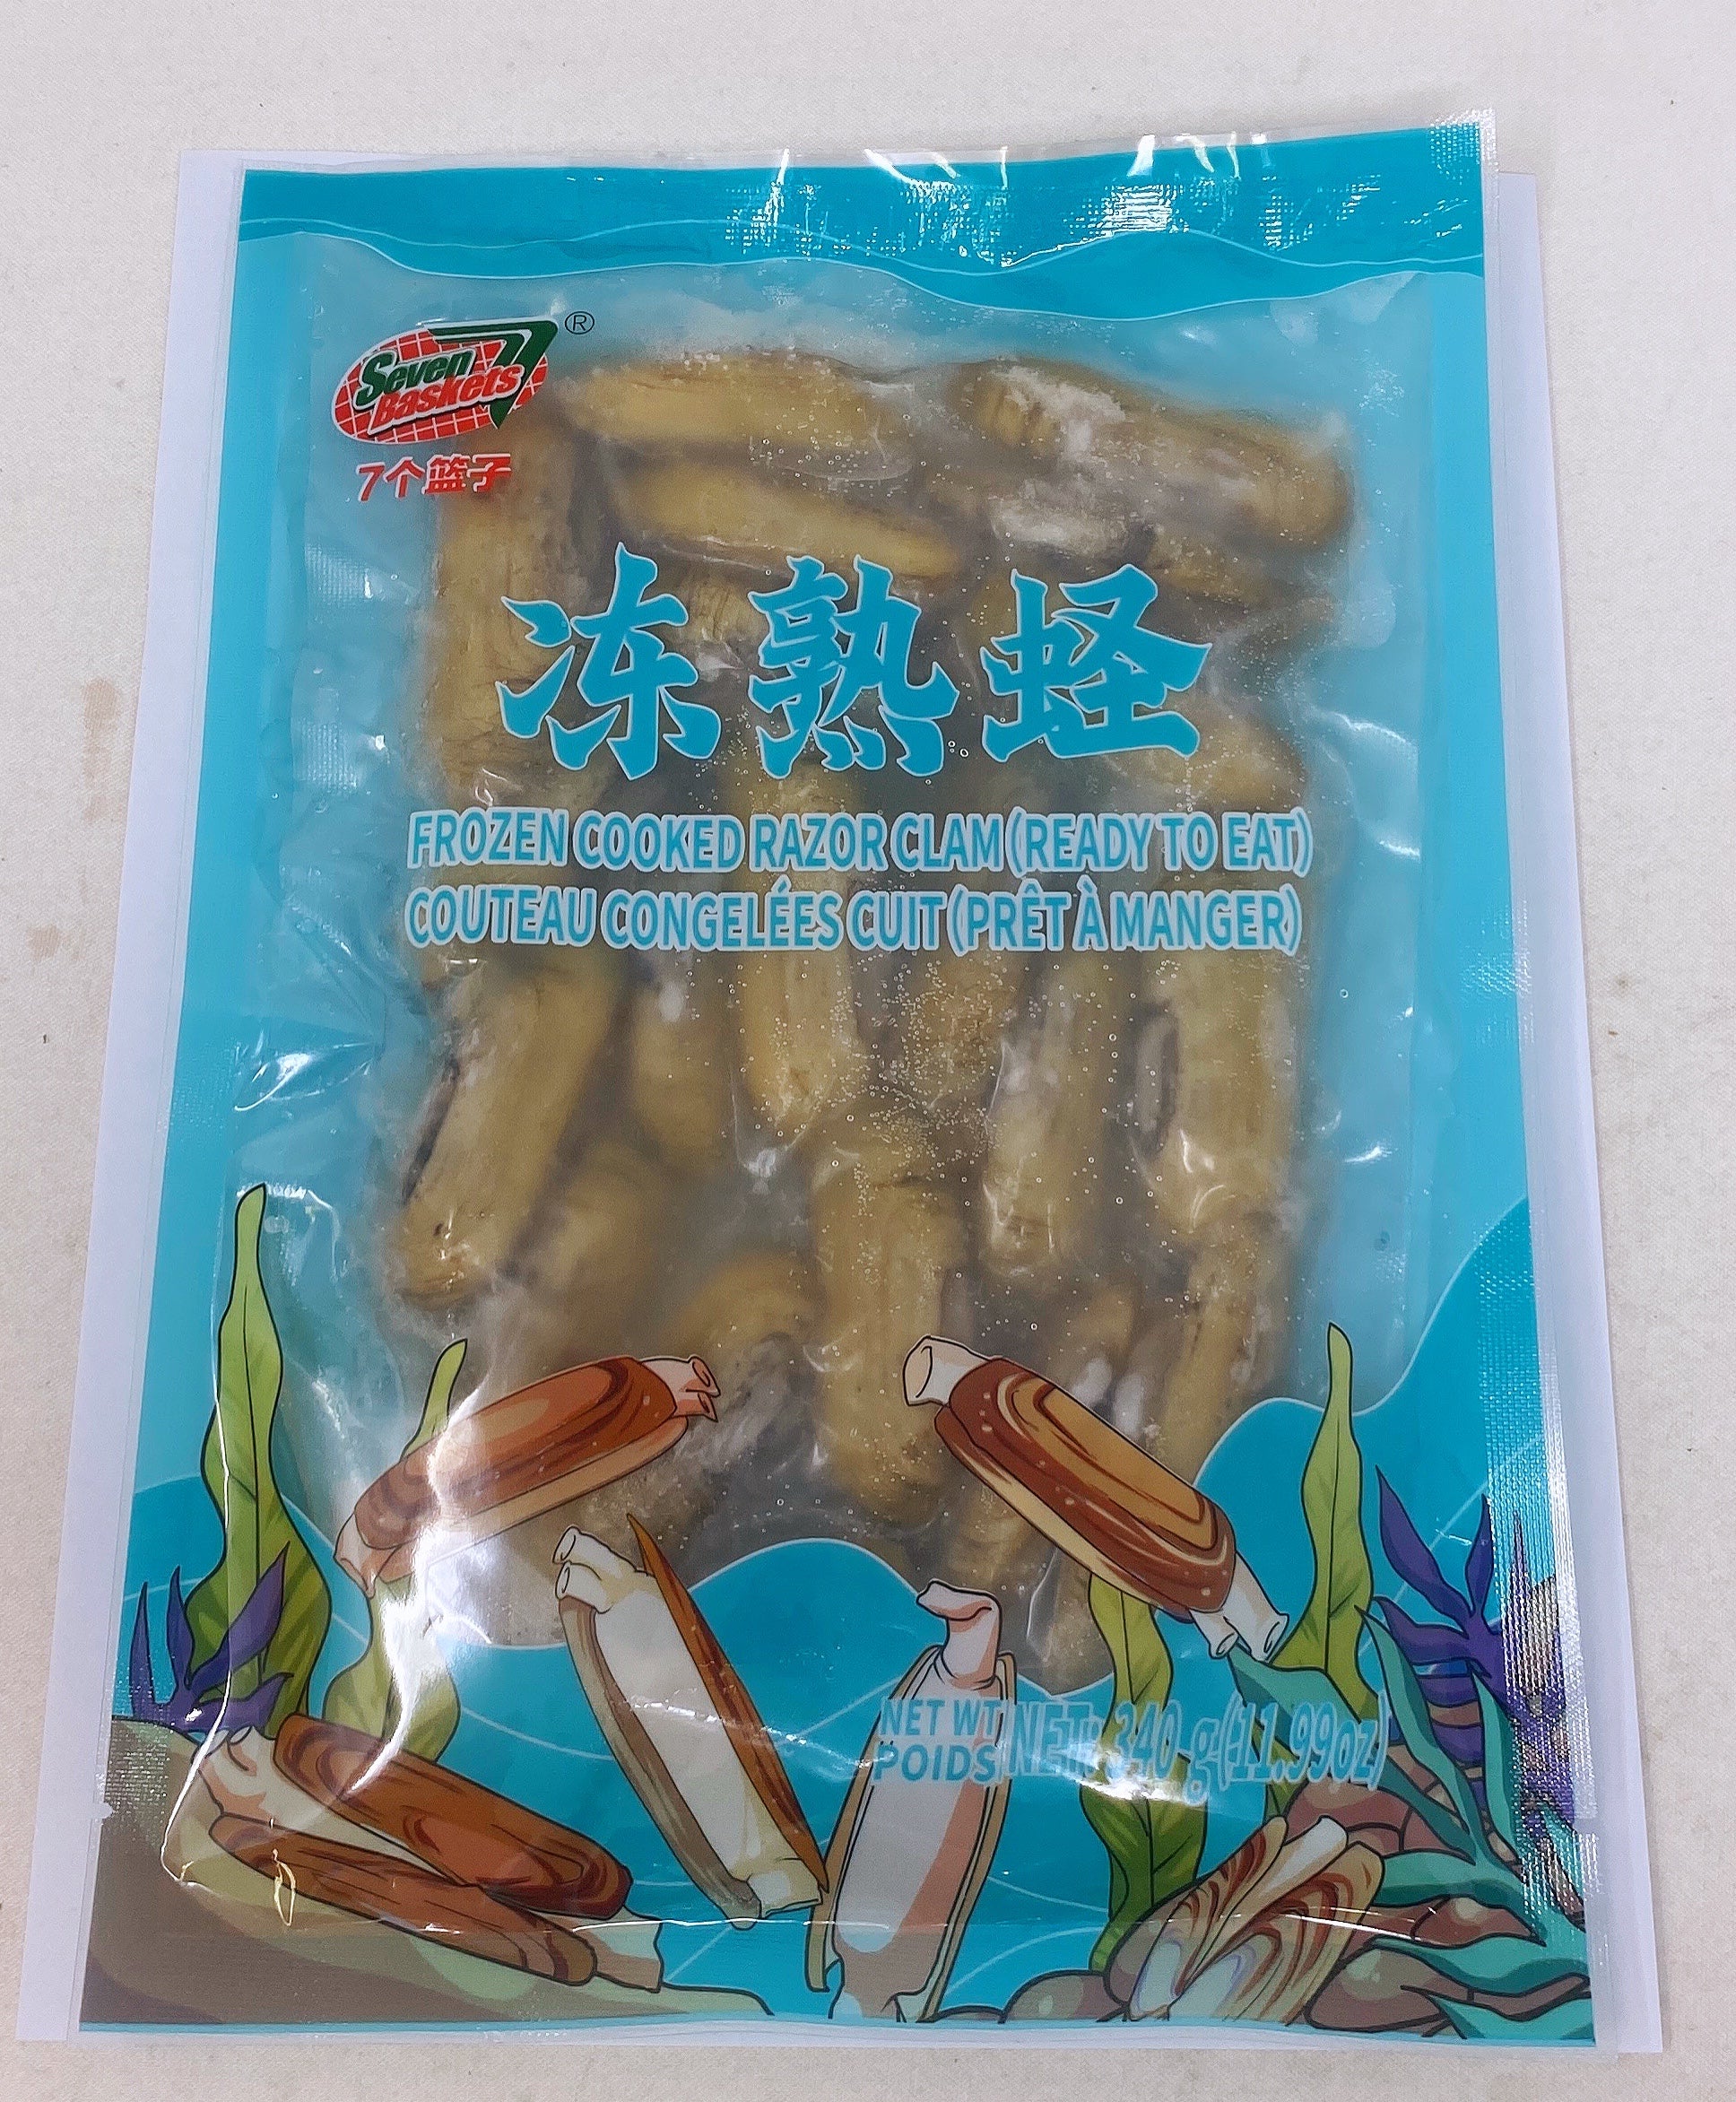 Seven
Baskets
®
7个篮子
冻熟蛏
FROZEN COOKED RAZOR CLAM (READY TO EAT)
COUTEAU CONGELÉES CUIT (PRÊT À MANGER)
NET WT
POIDS NET: 340 g(11.99oz)